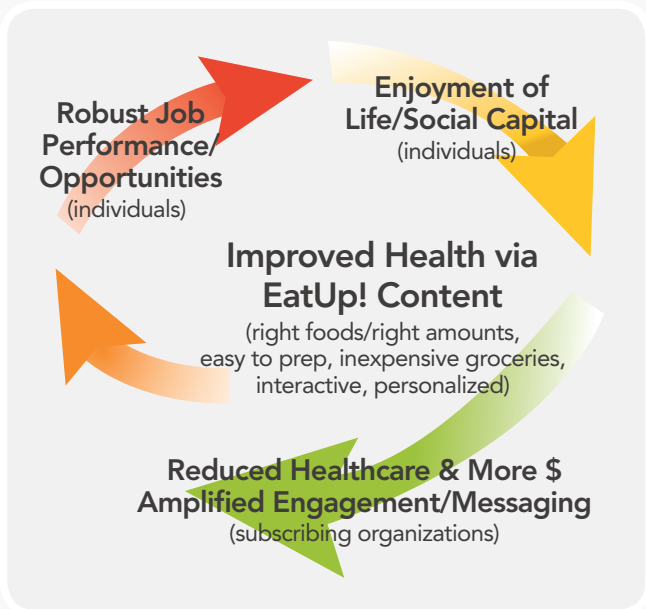 Robust Job
Performance/
Opportunities
(individuals)
Enjoyment of
Life/Social Capital
(individuals)
Improved Health via
EatUp! Content
(right foods/right amounts,
easy to prep, inexpensive groceries,
interactive, personalized)
Reduced Healthcare & More $
Amplified Engagement/Messaging
(subscribing organizations)